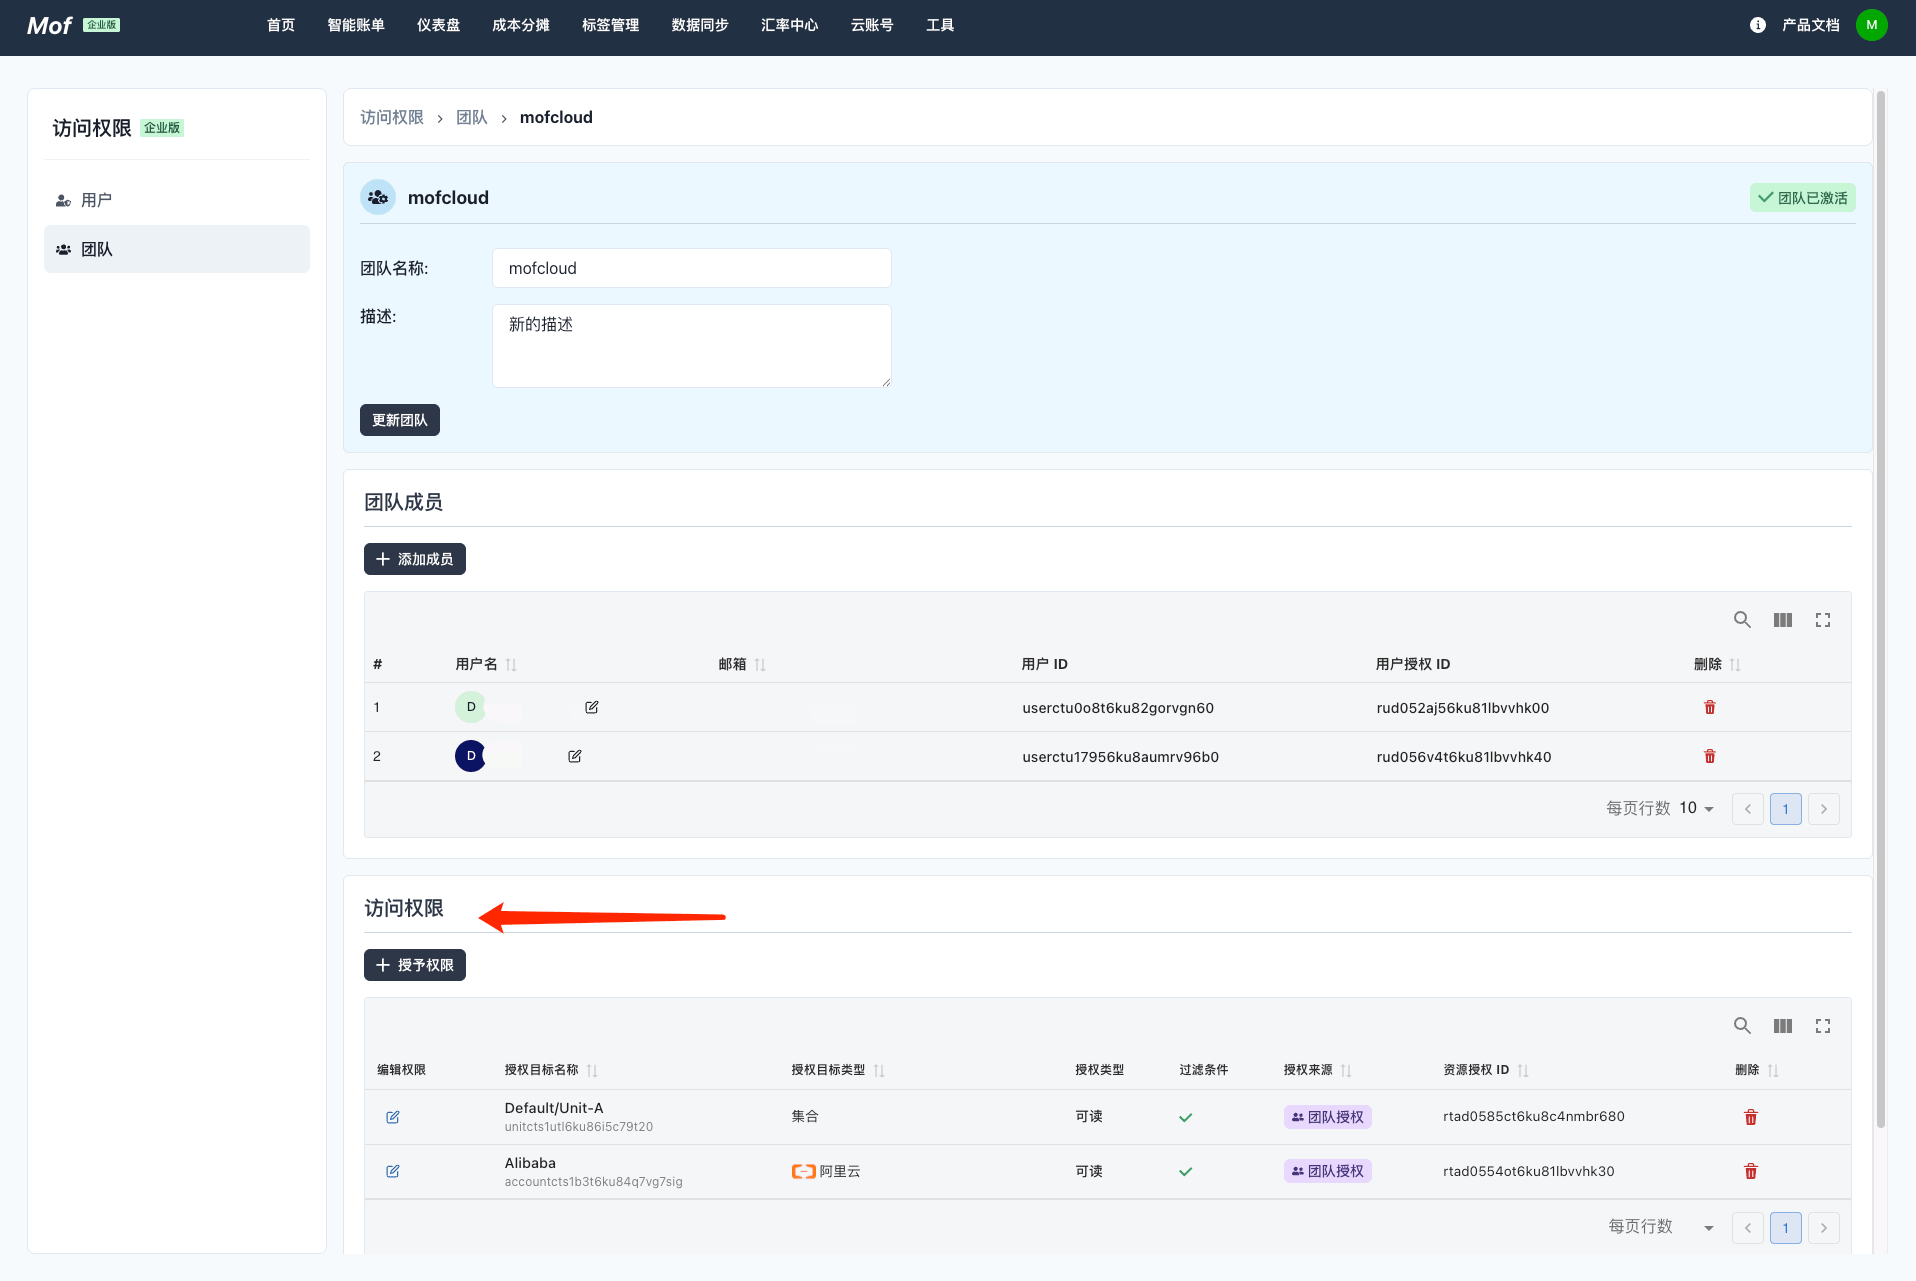 Mof 企业版 首页 智能账单 仪表盘 成本分摊 标签管理 数据同步 汇率中心 云账号 工具 产品文档 M
访问权限 企业版
用户
团队
访问权限 › 团队 › mofcloud
mofcloud 团队已激活
团队名称: mofcloud
描述: 新的描述
更新团队
团队成员
添加成员
# 用户名 邮箱 用户 ID 用户授权 ID 删除
1 D userctu0o8t6ku82gorvgn60 rud052aj56ku81lbvvhk00
2 D userctu17956ku8aumrv96b0 rud056v4t6ku81lbvvhk40
每页行数 10 1
访问权限
授予权限
编辑权限 授权目标名称 授权目标类型 授权类型 过滤条件 授权来源 资源授权 ID 删除
Default/Unit-A 集合 可读 团队授权 rtad0585ct6ku8c4nmbr680
unitcts1utl6ku86i5c79t20
Alibaba 阿里云 可读 团队授权 rtad0554ot6ku81lbvvhk30
accountcts1b3t6ku84q7vg7sig
每页行数 1